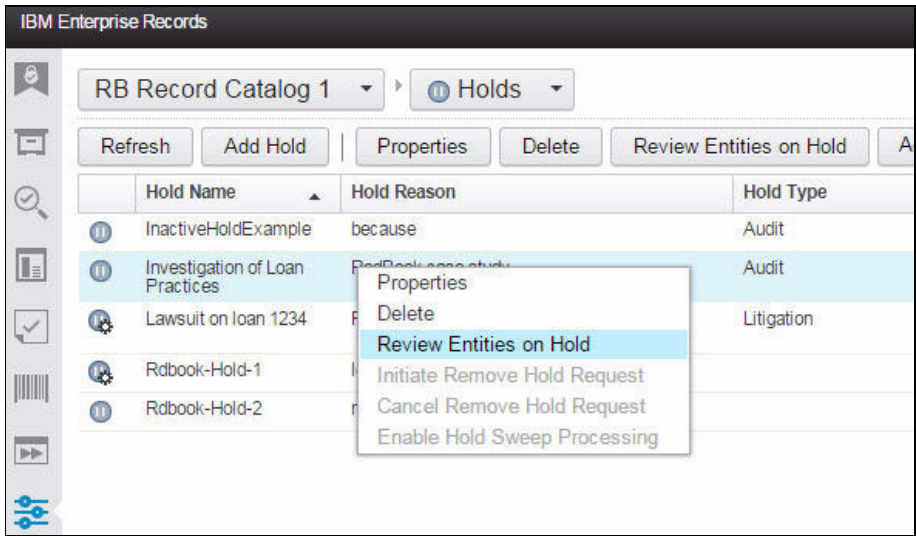 IBM Enterprise Records
RB Record Catalog 1
Holds
Refresh Add Hold Properties Delete Review Entities on Hold
Hold Name Hold Reason Hold Type
InactiveHoldExample because Audit
Investigation of Loan Practices RedBook case study Audit
Lawsuit on loan 1234 Litigation
Rdbook-Hold-1
Rdbook-Hold-2
Properties
Delete
Review Entities on Hold
Initiate Remove Hold Request
Cancel Remove Hold Request
Enable Hold Sweep Processing